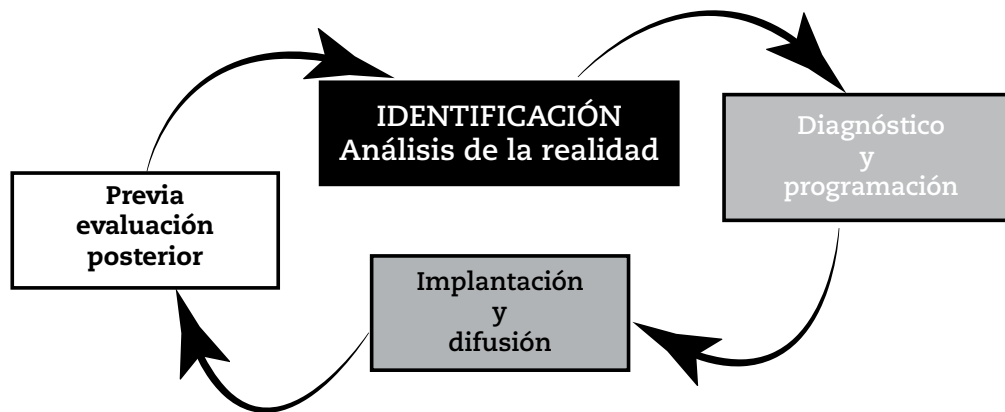 IDENTIFICACIÓN
Análisis de la realidad
Diagnóstico
y
programación
Implantación
y
difusión
Previa
evaluación
posterior